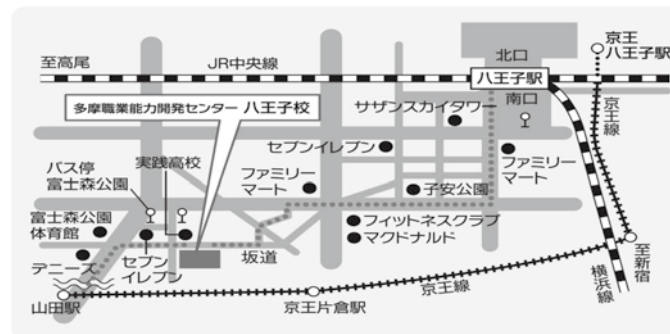 京王
八王子駅
北口
至高尾
JR中央線
八王子駅
多摩職業能力開発センター 八王子校
サザンスカイタワー
南口
京王線
バス停
富士森公園
実践高校
セブンイレブン
ファミリー
マート
ファミリー
マート
子安公園
富士森公園
体育館
フィットネスクラブ
マクドナルド
デニーズ
セブン
イレブン
坂道
至新宿
横浜線
京王線
山田駅
京王片倉駅